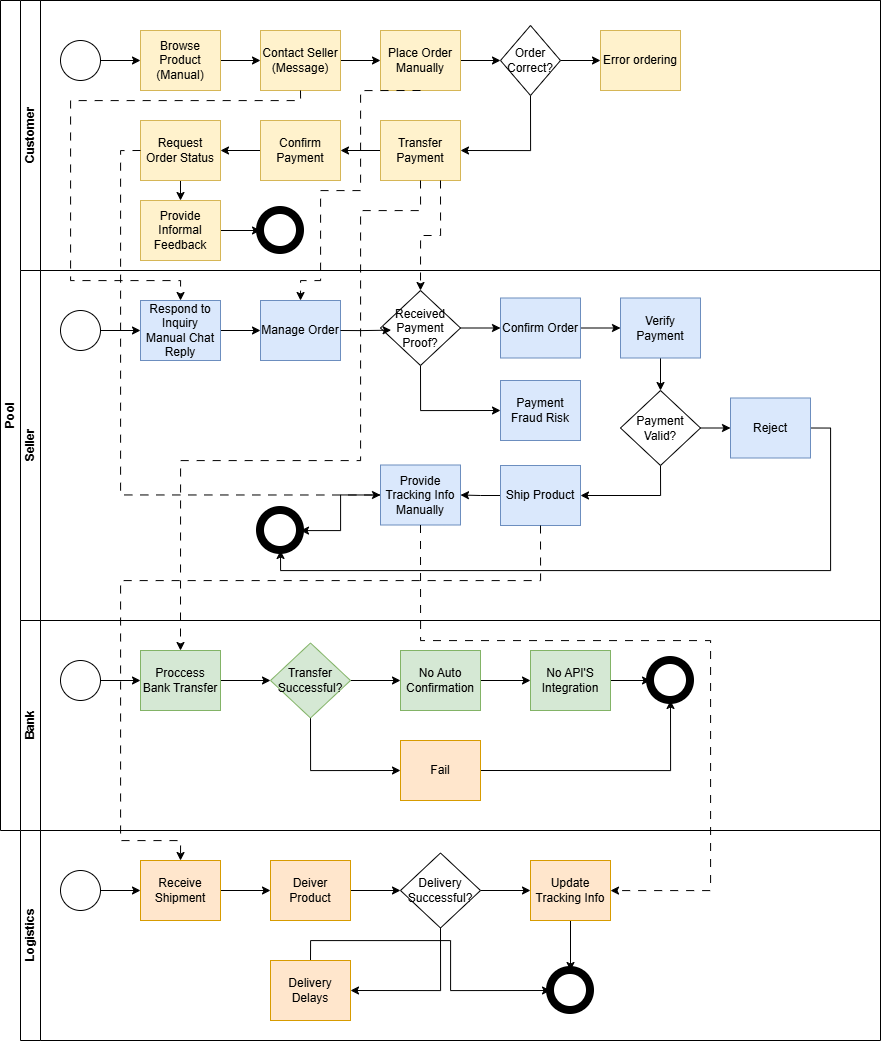 Pool
Customer
Browse
Product
(Manual)
Contact Seller
(Message)
Place Order
Manually
Order
Correct?
Error ordering
Request
Order Status
Confirm
Payment
Transfer
Payment
Provide
Informal
Feedback
Seller
Respond to
Inquiry
Manual Chat
Reply
Manage Order
Received
Payment
Proof?
Confirm Order
Verify
Payment
Payment
Fraud Risk
Payment
Valid?
Reject
Provide
Tracking Info
Manually
Ship Product
Bank
Proccess
Bank Transfer
Transfer
Successful?
No Auto
Confirmation
No API'S
Integration
Fail
Logistics
Receive
Shipment
Deiver
Product
Delivery
Successful?
Update
Tracking Info
Delivery
Delays